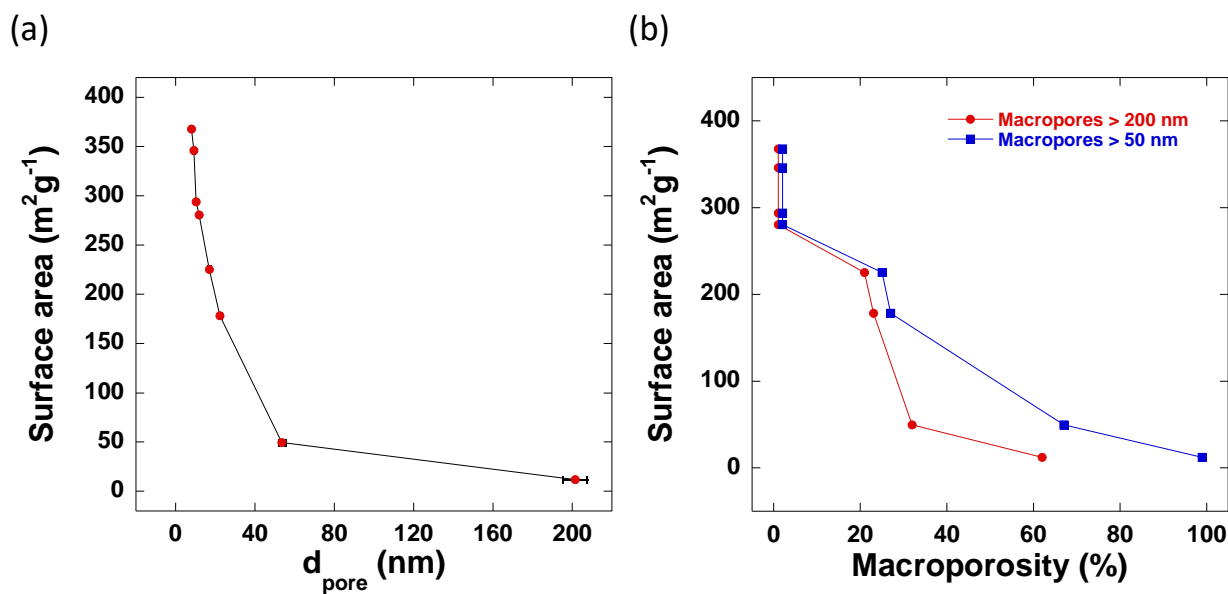 (a)
(b)
400
350
300
250
200
150
100
50
0
Surface area (m²g⁻¹)
0 40 80 120 160 200
d_pore (nm)
400
300
200
100
0
Surface area (m²g⁻¹)
Macropores > 200 nm
Macropores > 50 nm
0 20 40 60 80 100
Macroporosity (%)